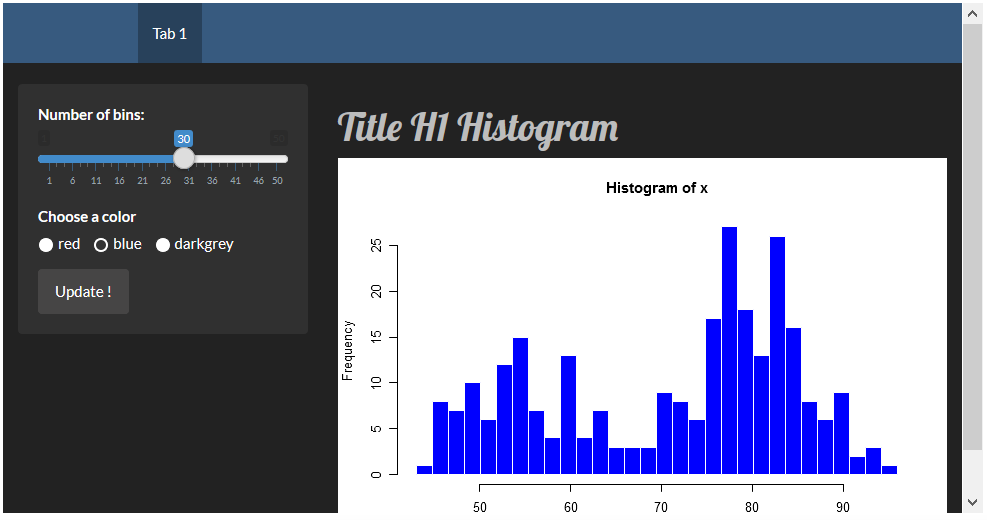 Tab 1
Number of bins:
30
1 6 11 16 21 26 31 36 41 46 50
Choose a color
red blue darkgrey
Update !
Title H1 Histogram
Histogram of x
Frequency
25
20
15
10
5
0
50 60 70 80 90